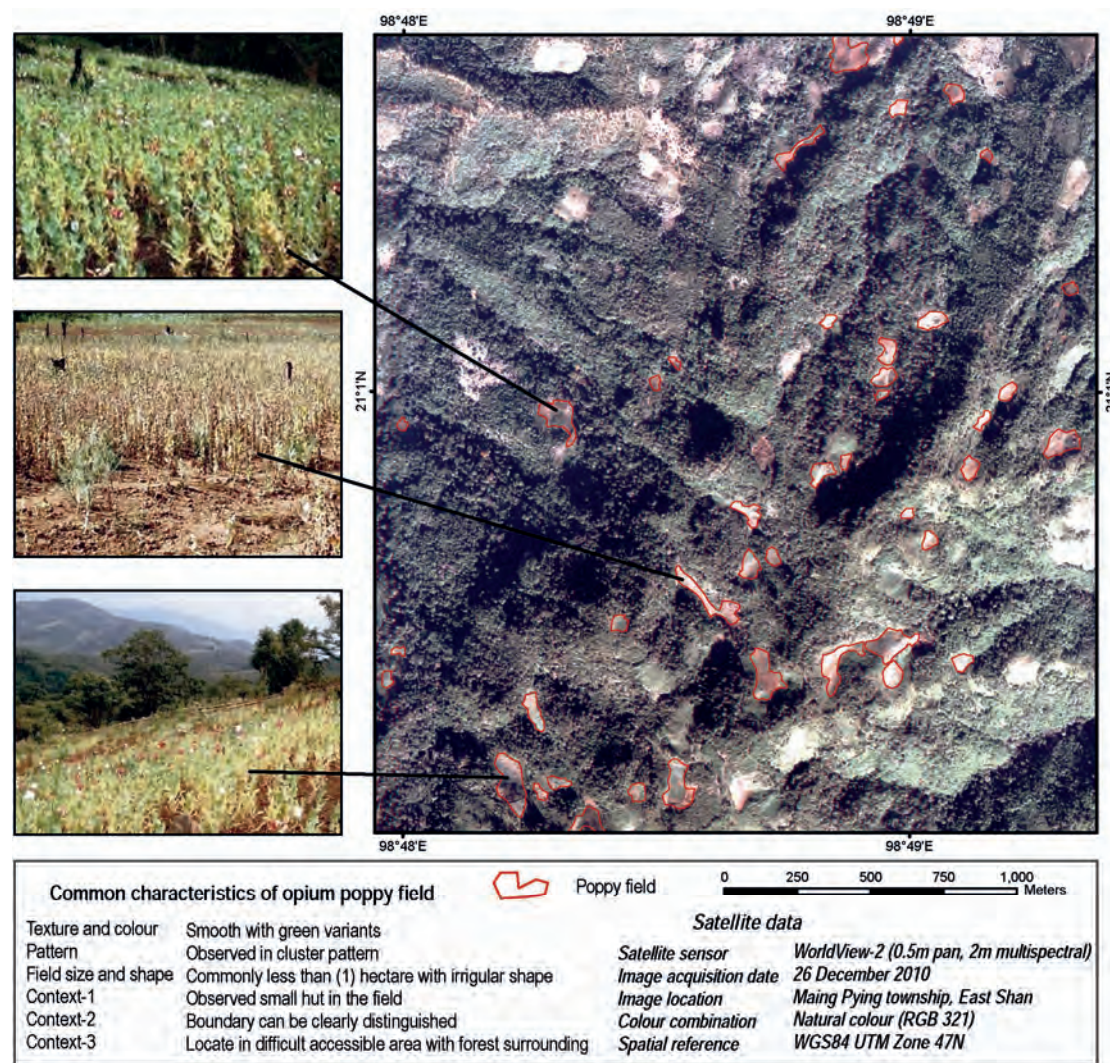 98°48'E
98°49'E
21°1'N
21°1'N
98°48'E
98°49'E
Common characteristics of opium poppy field
Poppy field
0 250 500 750 1,000
Meters
Texture and colour Smooth with green variants
Pattern Observed in cluster pattern
Field size and shape Commonly less than (1) hectare with irregular shape
Context-1 Observed small hut in the field
Context-2 Boundary can be clearly distinguished
Context-3 Locate in difficult accessible area with forest surrounding
Satellite data
Satellite sensor WorldView-2 (0.5m pan, 2m multispectral)
Image acquisition date 26 December 2010
Image location Maing Pying township, East Shan
Colour combination Natural colour (RGB 321)
Spatial reference WGS84 UTM Zone 47N